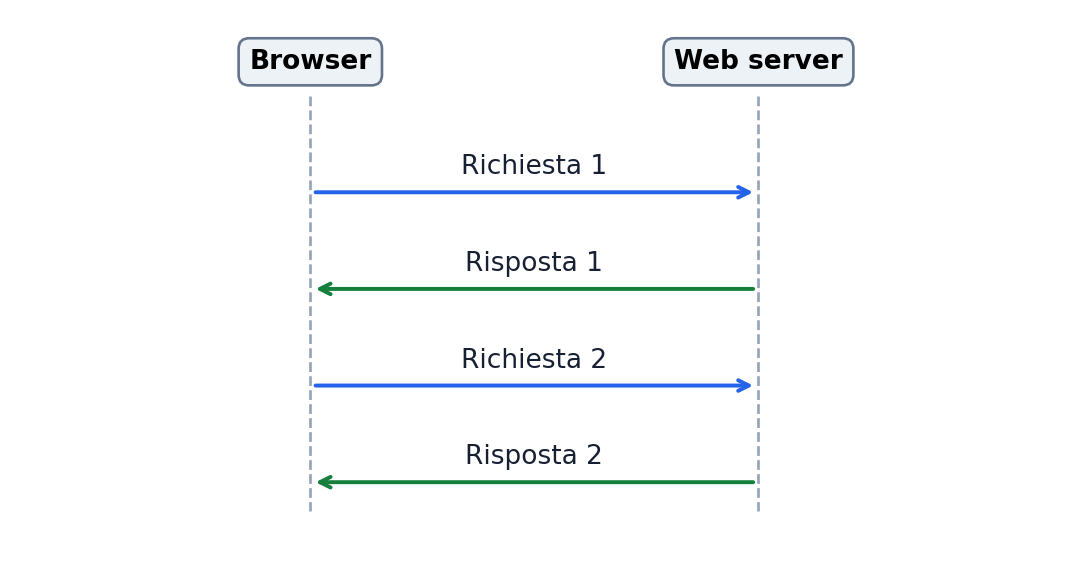 Browser
Web server
Richiesta 1
Risposta 1
Richiesta 2
Risposta 2